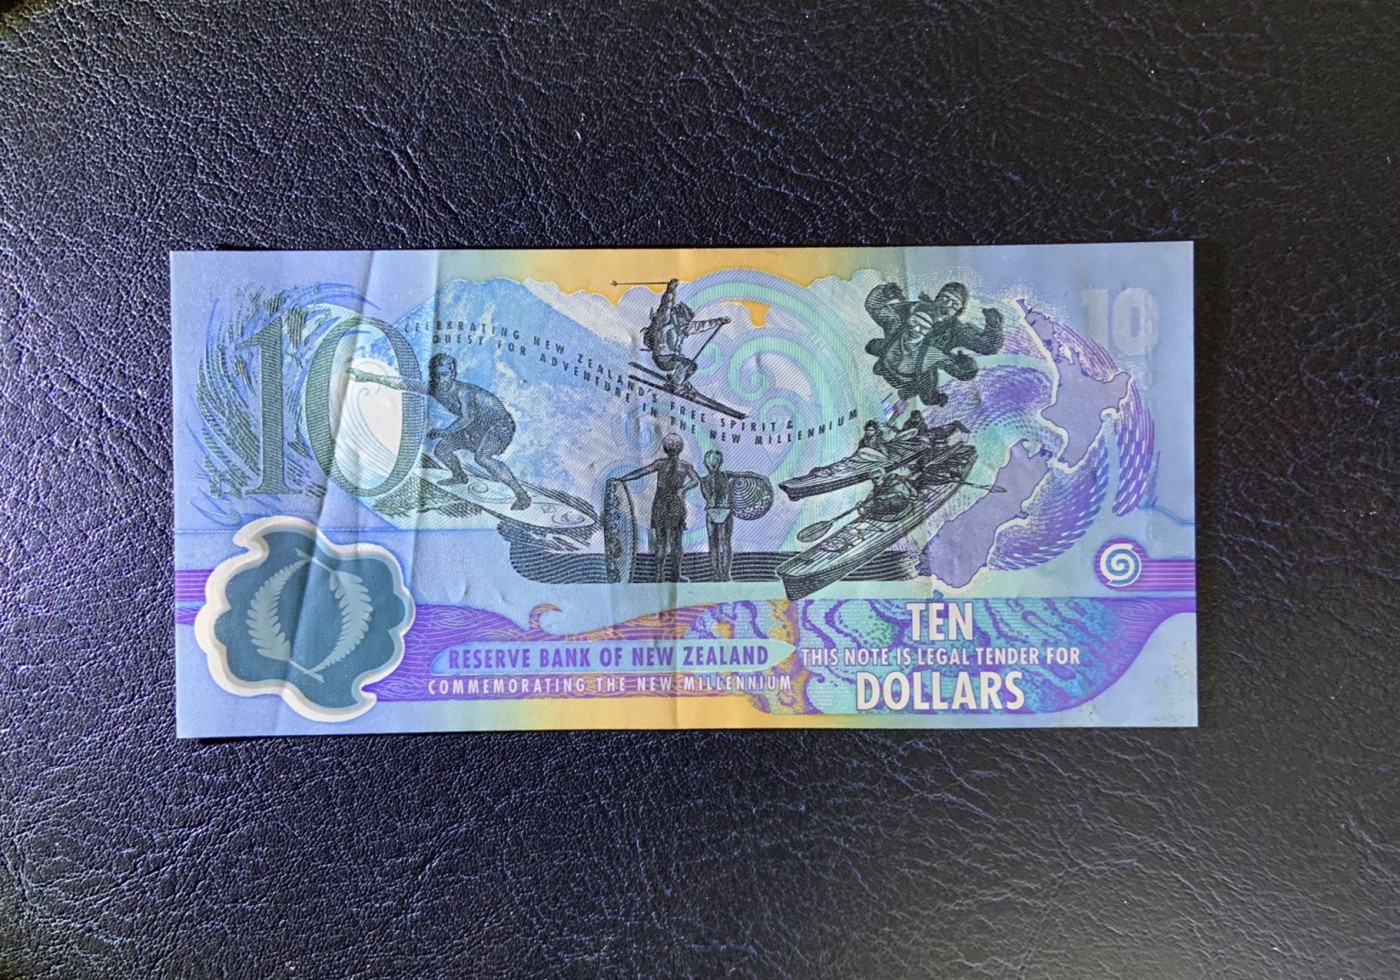 10
10
CELEBRATING NEW ZEALAND'S FREE SPIRIT &
QUEST FOR ADVENTURE IN THE NEW MILLENNIUM
RESERVE BANK OF NEW ZEALAND
COMMEMORATING THE NEW MILLENNIUM
TEN
THIS NOTE IS LEGAL TENDER FOR
DOLLARS